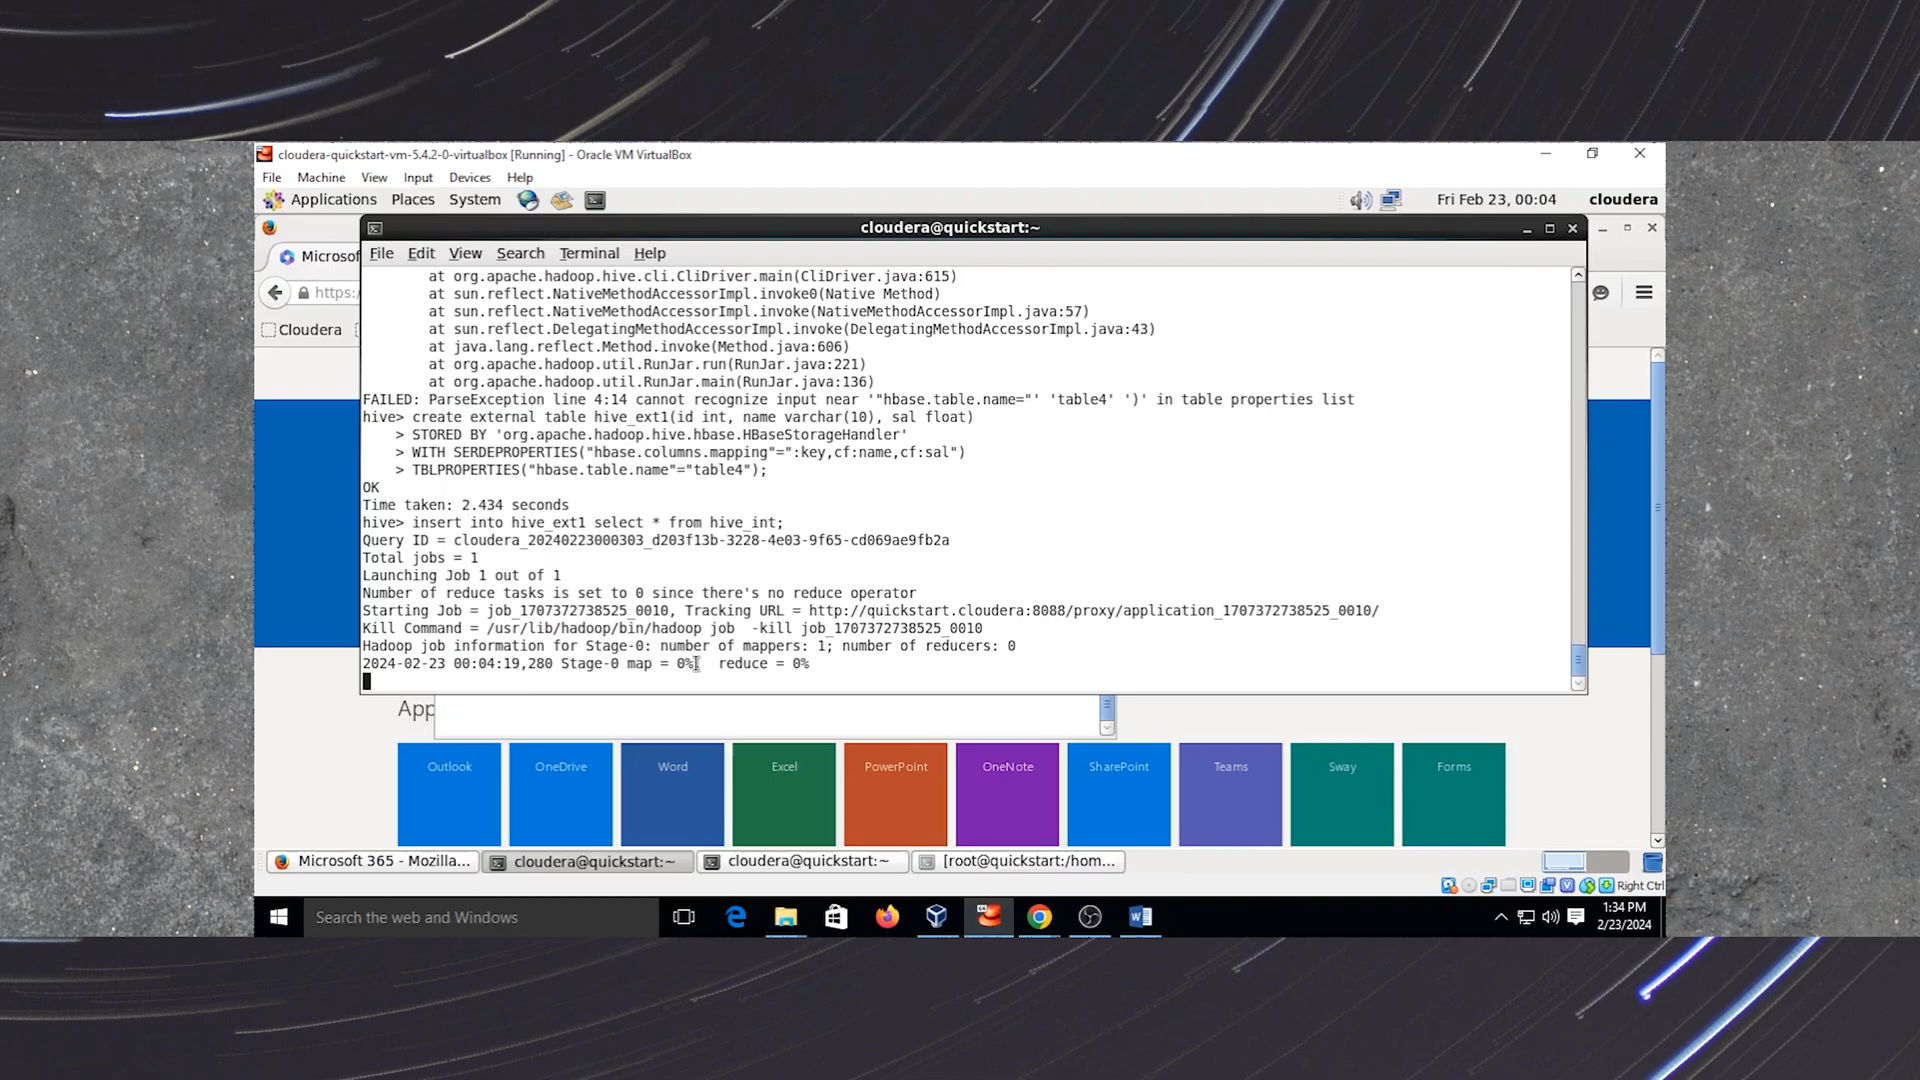 cloudera-quickstart-vm-5.4.2-0-virtualbox [Running] - Oracle VM VirtualBox
File Machine View Input Devices Help
Applications Places System Fri Feb 23, 00:04 cloudera
cloudera@quickstart:~
Microsof
File Edit View Search Terminal Help
https:/
Cloudera
at org.apache.hadoop.hive.cli.CliDriver.main(CliDriver.java:615)
at sun.reflect.NativeMethodAccessorImpl.invoke0(Native Method)
at sun.reflect.NativeMethodAccessorImpl.invoke(NativeMethodAccessorImpl.java:57)
at sun.reflect.DelegatingMethodAccessorImpl.invoke(DelegatingMethodAccessorImpl.java:43)
at java.lang.reflect.Method.invoke(Method.java:606)
at org.apache.hadoop.util.RunJar.run(RunJar.java:221)
at org.apache.hadoop.util.RunJar.main(RunJar.java:136)
FAILED: ParseException line 4:14 cannot recognize input near '"hbase.table.name="' 'table4' ')' in table properties list
hive> create external table hive_ext1(id int, name varchar(10), sal float)
> STORED BY 'org.apache.hadoop.hive.hbase.HBaseStorageHandler'
> WITH SERDEPROPERTIES("hbase.columns.mapping"=":key,cf:name,cf:sal")
> TBLPROPERTIES("hbase.table.name"="table4");
OK
Time taken: 2.434 seconds
hive> insert into hive_ext1 select * from hive_int;
Query ID = cloudera_20240223000303_d203f13b-3228-4e03-9f65-cd069ae9fb2a
Total jobs = 1
Launching Job 1 out of 1
Number of reduce tasks is set to 0 since there's no reduce operator
Starting Job = job_1707372738525_0010, Tracking URL = http://quickstart.cloudera:8088/proxy/application_1707372738525_0010/
Kill Command = /usr/lib/hadoop/bin/hadoop job  -kill job_1707372738525_0010
Hadoop job information for Stage-0: number of mappers: 1; number of reducers: 0
2024-02-23 00:04:19,280 Stage-0 map = 0%, reduce = 0%
App
Outlook OneDrive Word Excel PowerPoint OneNote SharePoint Teams Sway Forms
Microsoft 365 - Mozilla... cloudera@quickstart:~ cloudera@quickstart:~ [root@quickstart:/hom...
Right Ctrl
Search the web and Windows
1:34 PM
2/23/2024